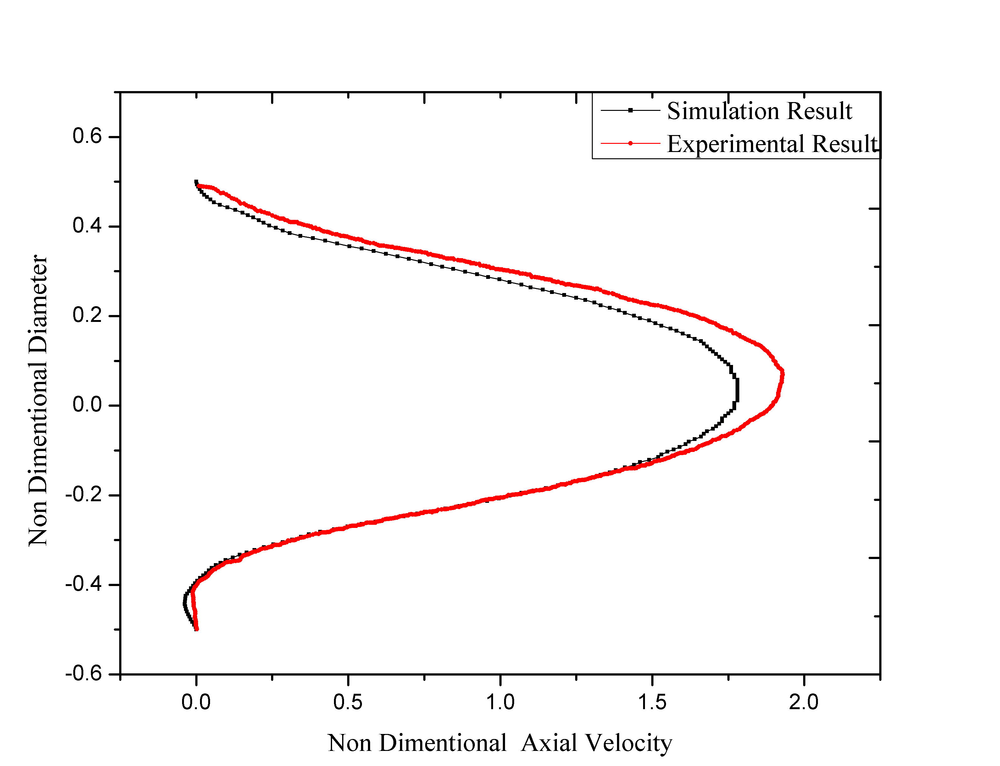 Simulation Result
Experimental Result
0.6
0.4
0.2
0.0
-0.2
-0.4
-0.6
Non Dimentional Diameter
0.0 0.5 1.0 1.5 2.0
Non Dimentional Axial Velocity